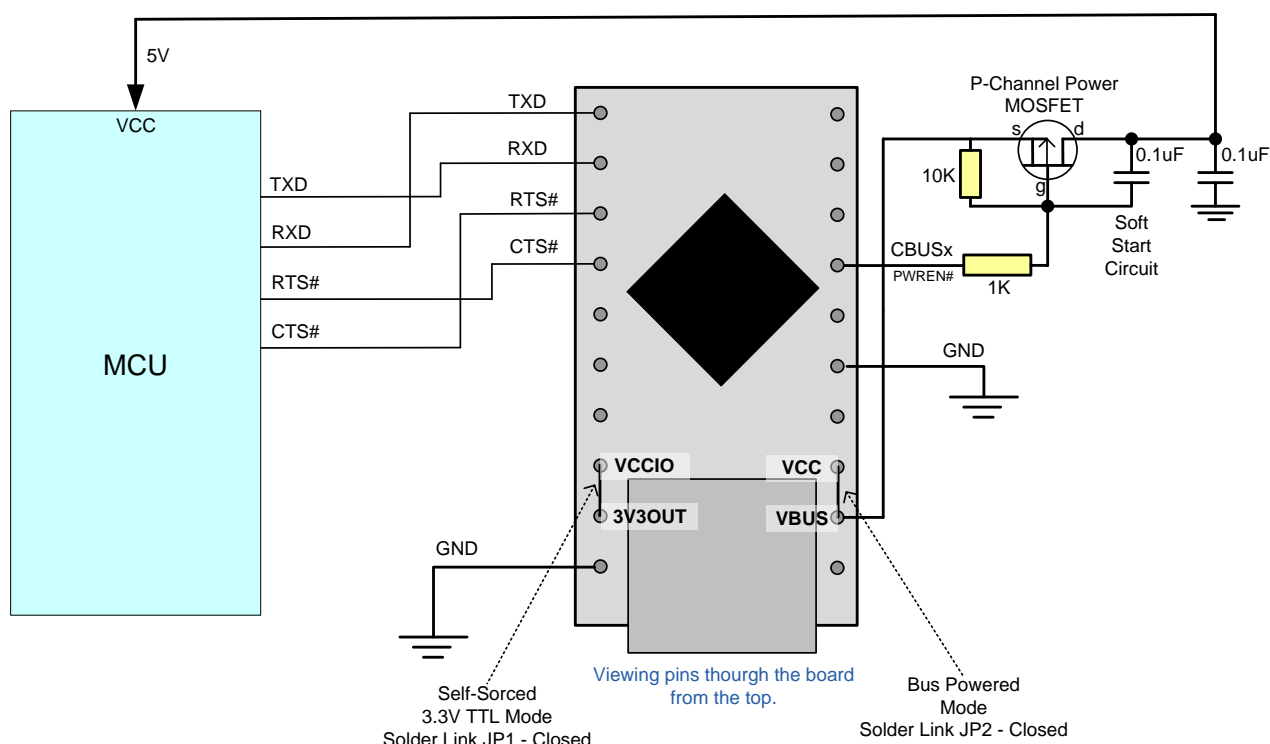 5V
VCC
MCU
TXD
RXD
RTS#
CTS#
TXD
RXD
RTS#
CTS#
VCCIO
3V3OUT
GND
VCC
VBUS
P-Channel Power
MOSFET
s
d
g
10K
0.1uF
0.1uF
Soft
Start
Circuit
CBUSx
PWREN#
1K
GND
Viewing pins thourgh the board
from the top.
Self-Sorced
3.3V TTL Mode
Solder Link JP1 - Closed
Bus Powered
Mode
Solder Link JP2 - Closed